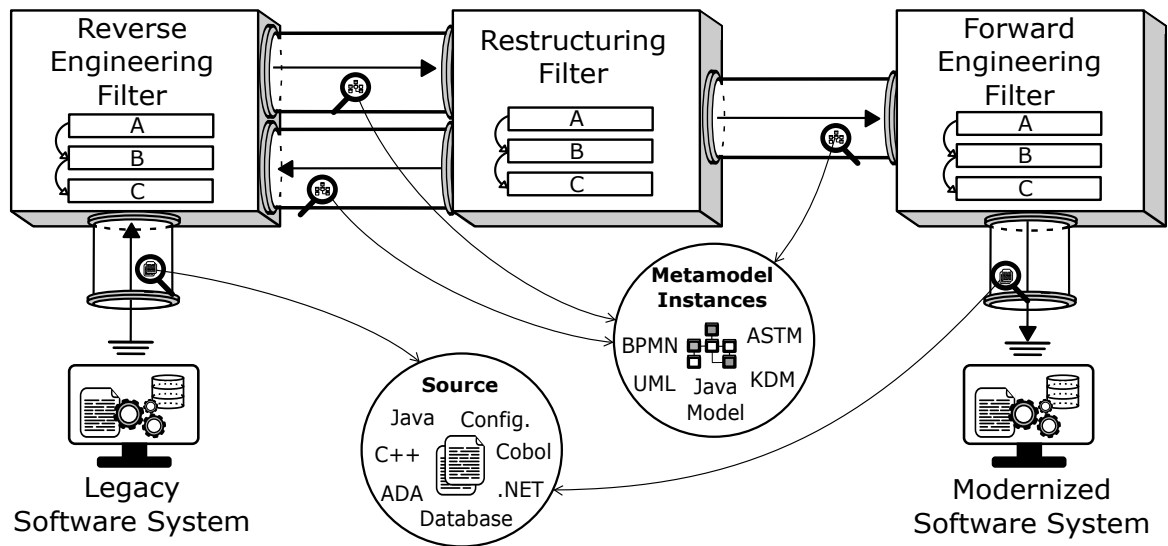 Reverse
Engineering
Filter
A
B
C
Restructuring
Filter
A
B
C
Forward
Engineering
Filter
A
B
C
Metamodel
Instances
BPMN
ASTM
UML
Java
Model
KDM
Source
Java
Config.
C++
Cobol
ADA
.NET
Database
Legacy
Software System
Modernized
Software System